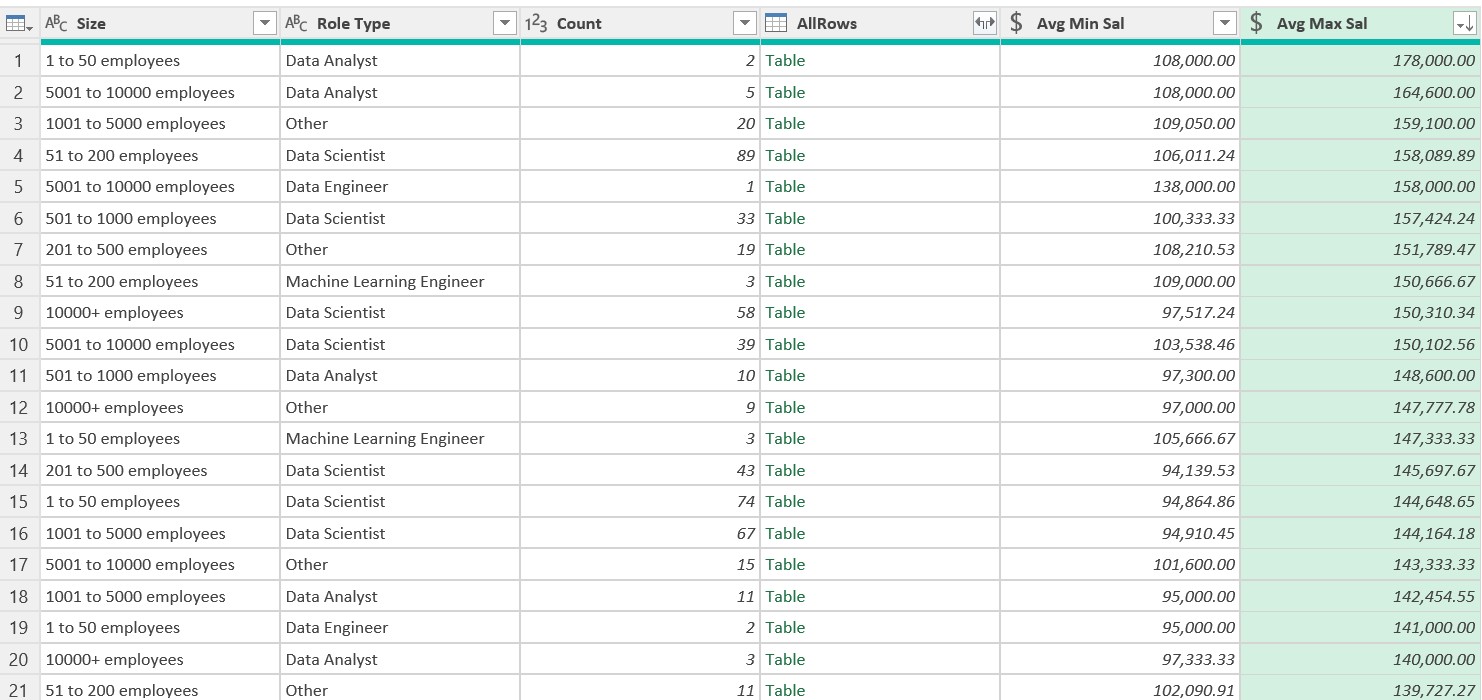 ABC Size ABC Role Type 123 Count AllRows $ Avg Min Sal $ Avg Max Sal
1 1 to 50 employees Data Analyst 2 Table 108,000.00 178,000.00
2 5001 to 10000 employees Data Analyst 5 Table 108,000.00 164,600.00
3 1001 to 5000 employees Other 20 Table 109,050.00 159,100.00
4 51 to 200 employees Data Scientist 89 Table 106,011.24 158,089.89
5 5001 to 10000 employees Data Engineer 1 Table 138,000.00 158,000.00
6 501 to 1000 employees Data Scientist 33 Table 100,333.33 157,424.24
7 201 to 500 employees Other 19 Table 108,210.53 151,789.47
8 51 to 200 employees Machine Learning Engineer 3 Table 109,000.00 150,666.67
9 10000+ employees Data Scientist 58 Table 97,517.24 150,310.34
10 5001 to 10000 employees Data Scientist 39 Table 103,538.46 150,102.56
11 501 to 1000 employees Data Analyst 10 Table 97,300.00 148,600.00
12 10000+ employees Other 9 Table 97,000.00 147,777.78
13 1 to 50 employees Machine Learning Engineer 3 Table 105,666.67 147,333.33
14 201 to 500 employees Data Scientist 43 Table 94,139.53 145,697.67
15 1 to 50 employees Data Scientist 74 Table 94,864.86 144,648.65
16 1001 to 5000 employees Data Scientist 67 Table 94,910.45 144,164.18
17 5001 to 10000 employees Other 15 Table 101,600.00 143,333.33
18 1001 to 5000 employees Data Analyst 11 Table 95,000.00 142,454.55
19 1 to 50 employees Data Engineer 2 Table 95,000.00 141,000.00
20 10000+ employees Data Analyst 3 Table 97,333.33 140,000.00
21 51 to 200 employees Other 11 Table 102,090.91 139,727.27